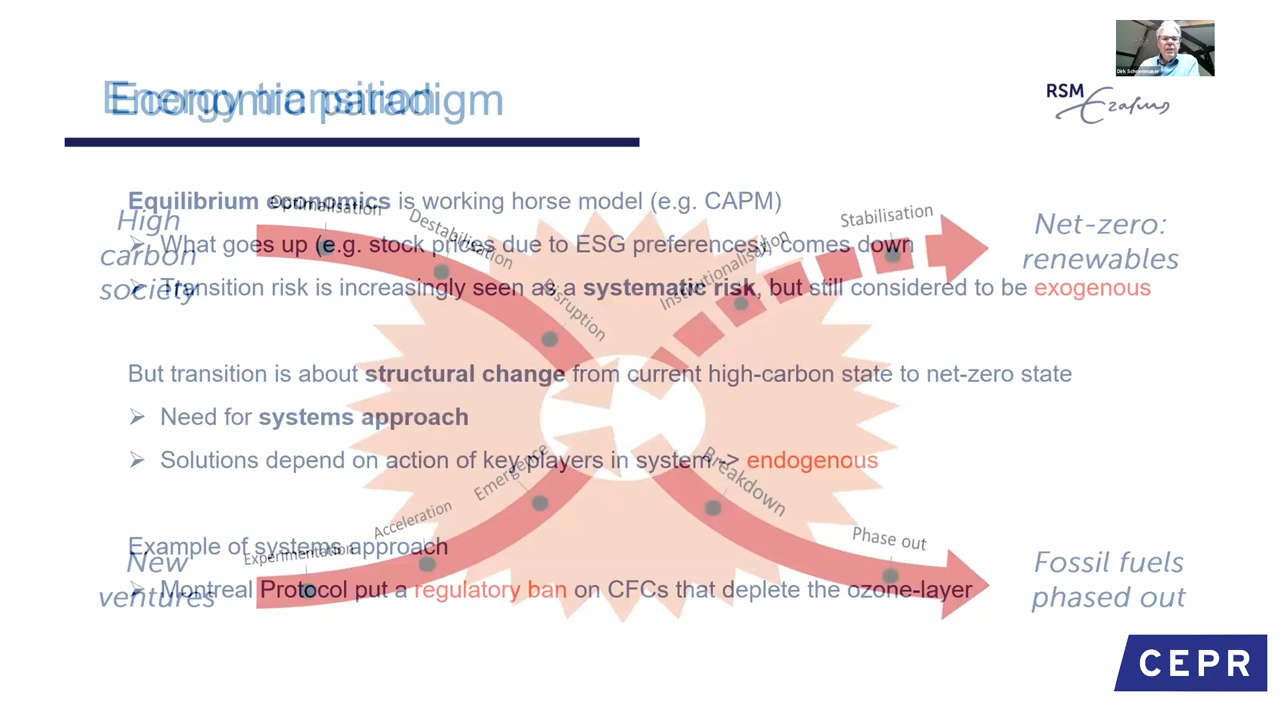 Energy transition
Economic paradigm
RSM
Erasmus
Dirk Schoenmaker
Equilibrium economics is working horse model (e.g. CAPM)
➢ What goes up (e.g. stock prices due to ESG preferences), comes down
➢ Transition risk is increasingly seen as a systematic risk, but still considered to be exogenous
But transition is about structural change from current high-carbon state to net-zero state
➢ Need for systems approach
➢ Solutions depend on action of key players in system -> endogenous
Example of systems approach
➢ Montreal Protocol put a regulatory ban on CFCs that deplete the ozone-layer
High
carbon
society
Optimalisation
Destabilisation
Disruption
Institutionalisation
Stabilisation
Net-zero:
renewables
New
ventures
Experimentation
Acceleration
Emergence
Breakdown
Phase out
Fossil fuels
phased out
CEPR